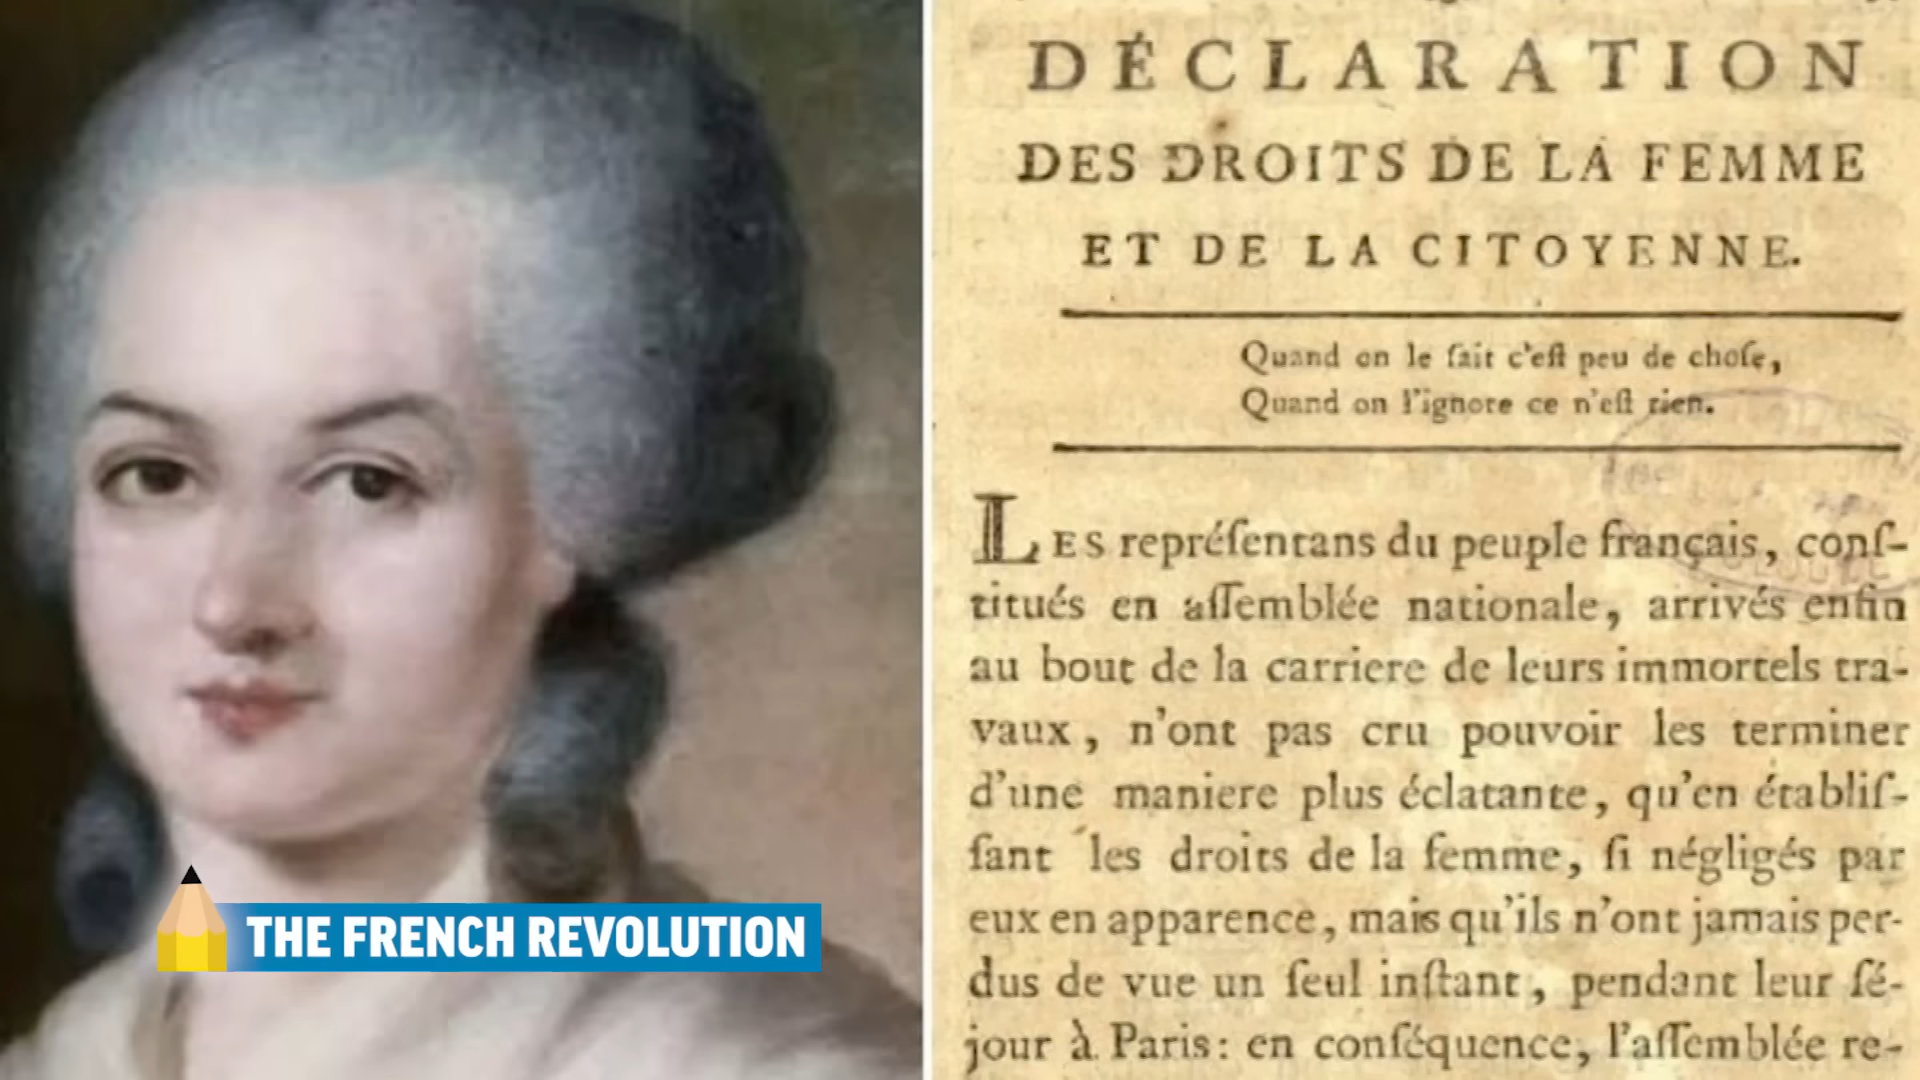 DÉCLARATION
DES DROITS DE LA FEMME
ET DE LA CITOYENNE.
Quand on le ſait c'eſt peu de choſe,
Quand on l'ignore ce n'eſt rien.
LES repréſentans du peuple français, conſ-
titués en aſſemblée nationale, arrivés enfin
au bout de la carriere de leurs immortels tra-
vaux, n'ont pas cru pouvoir les terminer
d'une maniere plus éclatante, qu'en établiſ-
ſant les droits de la femme, ſi négligés par
eux en apparence, mais qu'ils n'ont jamais per-
dus de vue un ſeul inſtant, pendant leur ſé-
jour à Paris: en conſéquence, l'aſſemblée re-
THE FRENCH REVOLUTION